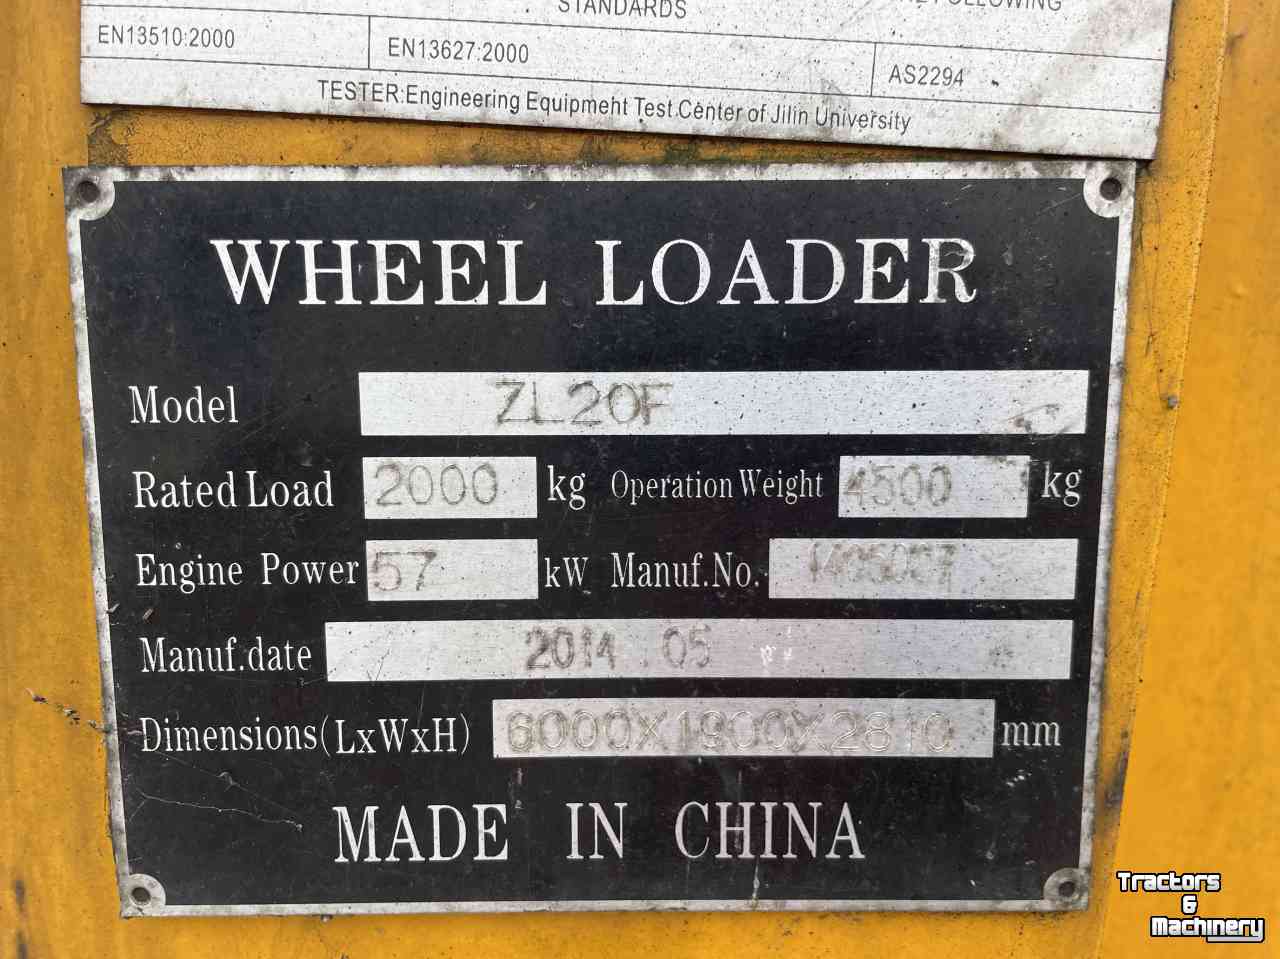 STANDARDS
FOLLOWING
EN13510:2000 EN13627:2000 AS2294
TESTER:Engineering Equipment Test Center of Jilin University
WHEEL LOADER
Model ZL20F
Rated Load 2000 kg Operation Weight 4500 kg
Engine Power 57 kW Manuf.No. 1405007
Manuf.date 2014.05
Dimensions(LxWxH) 6000X1900X2810 mm
MADE IN CHINA
Tractors
&
Machinery